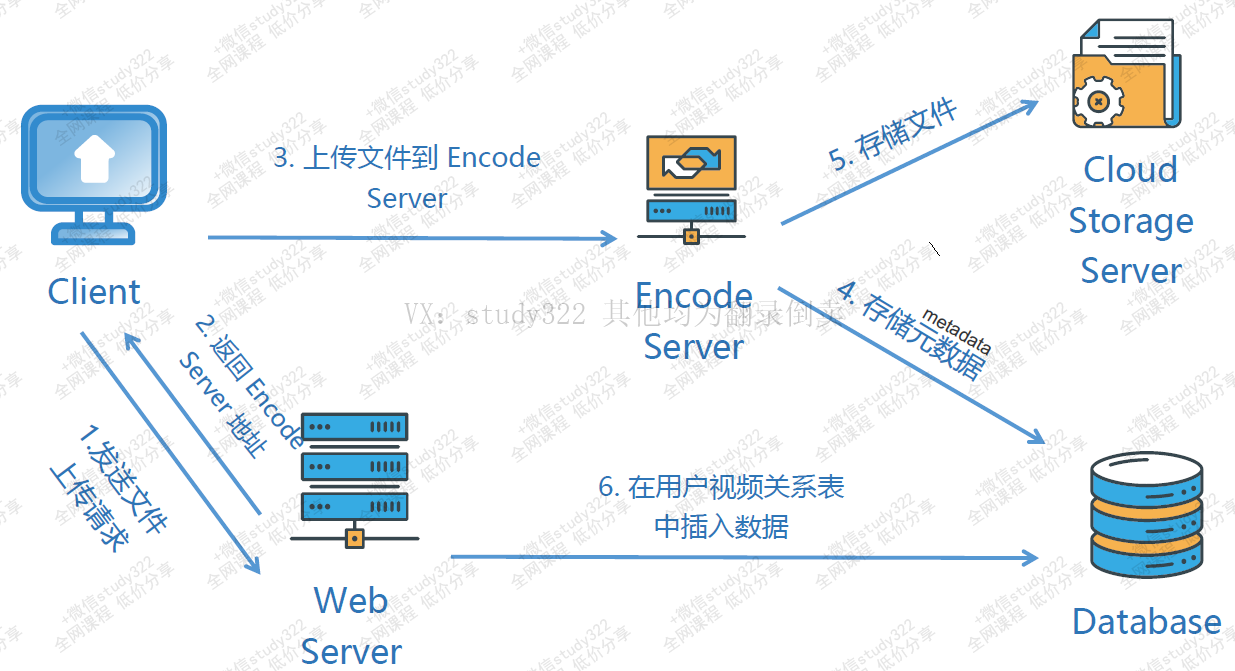 3. 上传文件到 Encode
Server
5. 存储文件
Cloud
Storage
Server
Client
Encode
Server
VX: study322 其他均为翻录倒卖
4. 存储元数据
metadata
2. 返回 Encode
Server 地址
1.发送文件
上传请求
6. 在用户视频关系表
中插入数据
Web
Server
Database
+微信study322
全网课程 低价分享